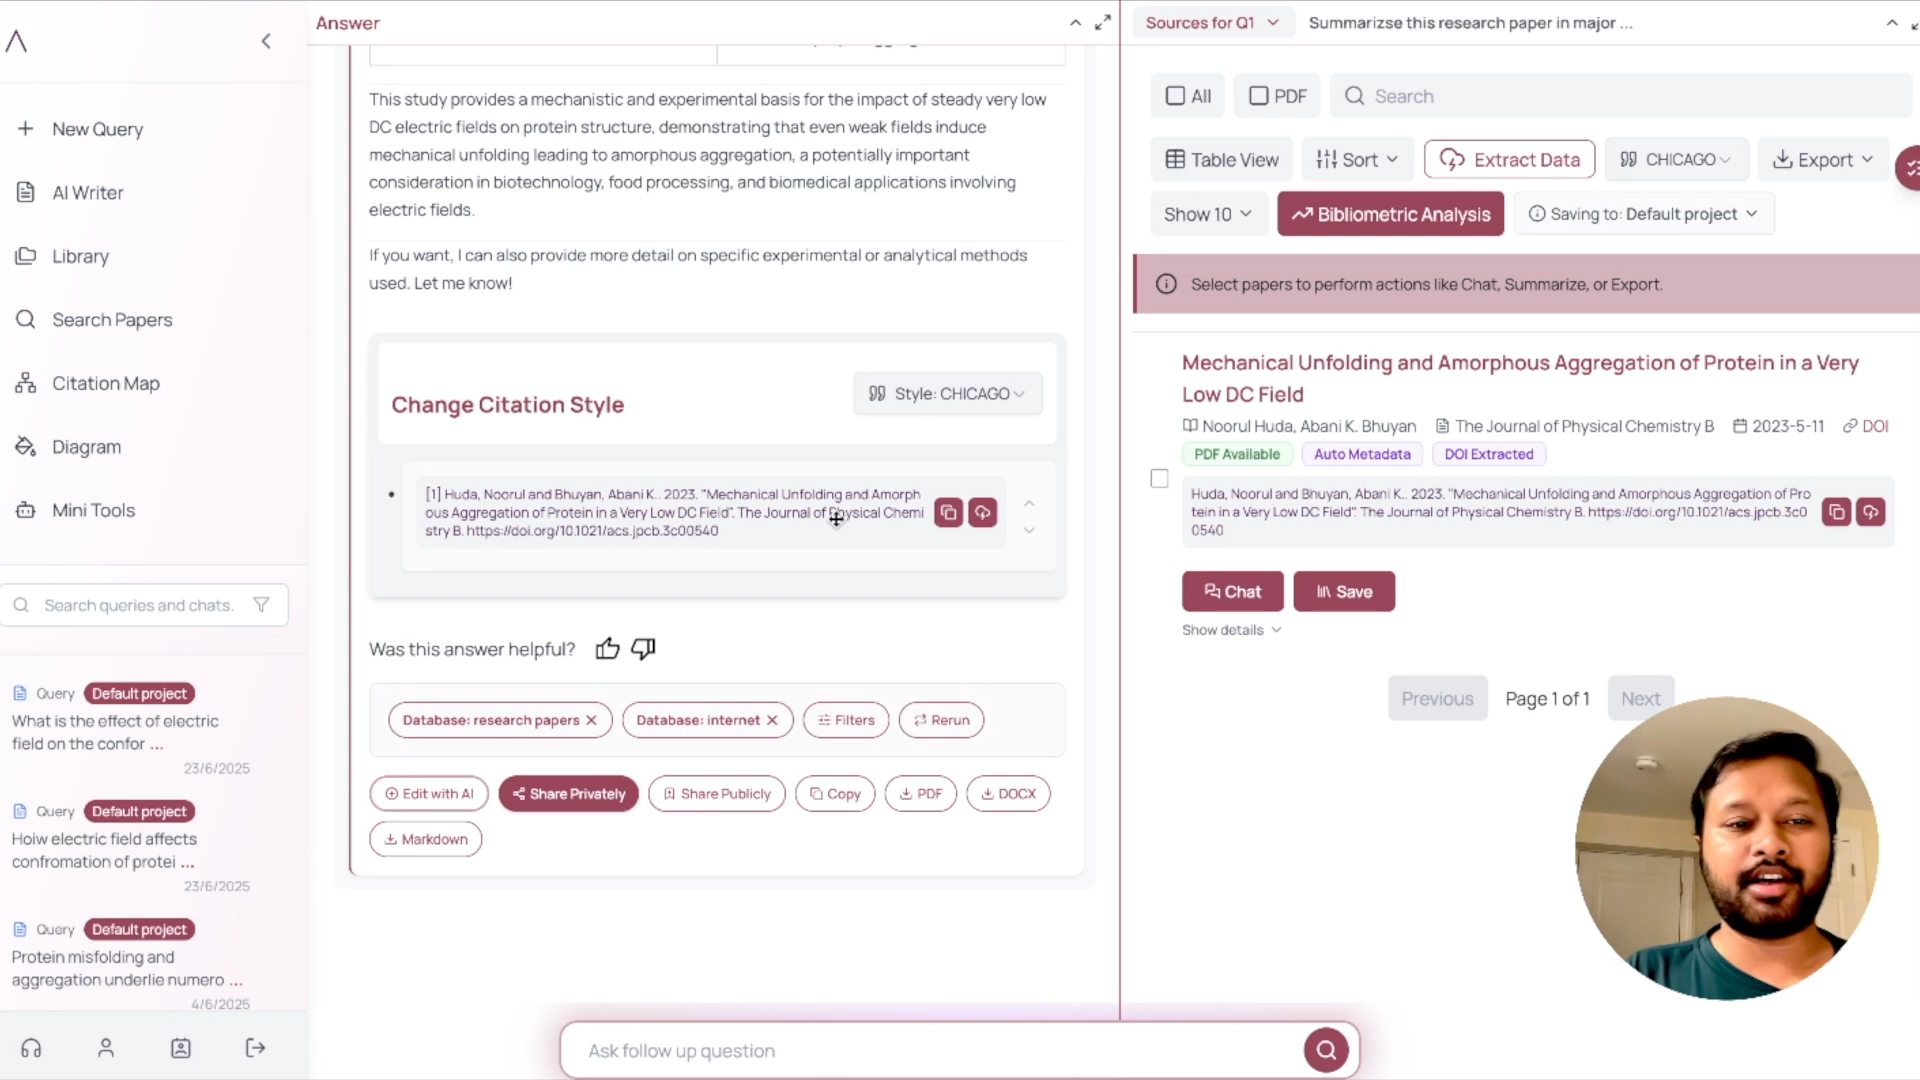 New Query
AI Writer
Library
Search Papers
Citation Map
Diagram
Mini Tools
Search queries and chats.
Query Default project
What is the effect of electric
field on the confor ...
23/6/2025
Query Default project
Hoiw electric field affects
confromation of protei ...
23/6/2025
Query Default project
Protein misfolding and
aggregation underlie numero ...
4/6/2025
Answer
This study provides a mechanistic and experimental basis for the impact of steady very low
DC electric fields on protein structure, demonstrating that even weak fields induce
mechanical unfolding leading to amorphous aggregation, a potentially important
consideration in biotechnology, food processing, and biomedical applications involving
electric fields.
If you want, I can also provide more detail on specific experimental or analytical methods
used. Let me know!
Change Citation Style
Style: CHICAGO
[1] Huda, Noorul and Bhuyan, Abani K.. 2023. "Mechanical Unfolding and Amorph
ous Aggregation of Protein in a Very Low DC Field". The Journal of Physical Chemi
stry B. https://doi.org/10.1021/acs.jpcb.3c00540
Was this answer helpful?
Database: research papers
Database: internet
Filters
Rerun
Edit with AI
Share Privately
Share Publicly
Copy
PDF
DOCX
Markdown
Ask follow up question
Sources for Q1
Summarizse this research paper in major ...
All
PDF
Search
Table View
Sort
Extract Data
CHICAGO
Export
Show 10
Bibliometric Analysis
Saving to: Default project
Select papers to perform actions like Chat, Summarize, or Export.
Mechanical Unfolding and Amorphous Aggregation of Protein in a Very
Low DC Field
Noorul Huda, Abani K. Bhuyan The Journal of Physical Chemistry B 2023-5-11 DOI
PDF Available
Auto Metadata
DOI Extracted
Huda, Noorul and Bhuyan, Abani K.. 2023. "Mechanical Unfolding and Amorphous Aggregation of Pro
tein in a Very Low DC Field". The Journal of Physical Chemistry B. https://doi.org/10.1021/acs.jpcb.3c0
0540
Chat
Save
Show details
Previous
Page 1 of 1
Next